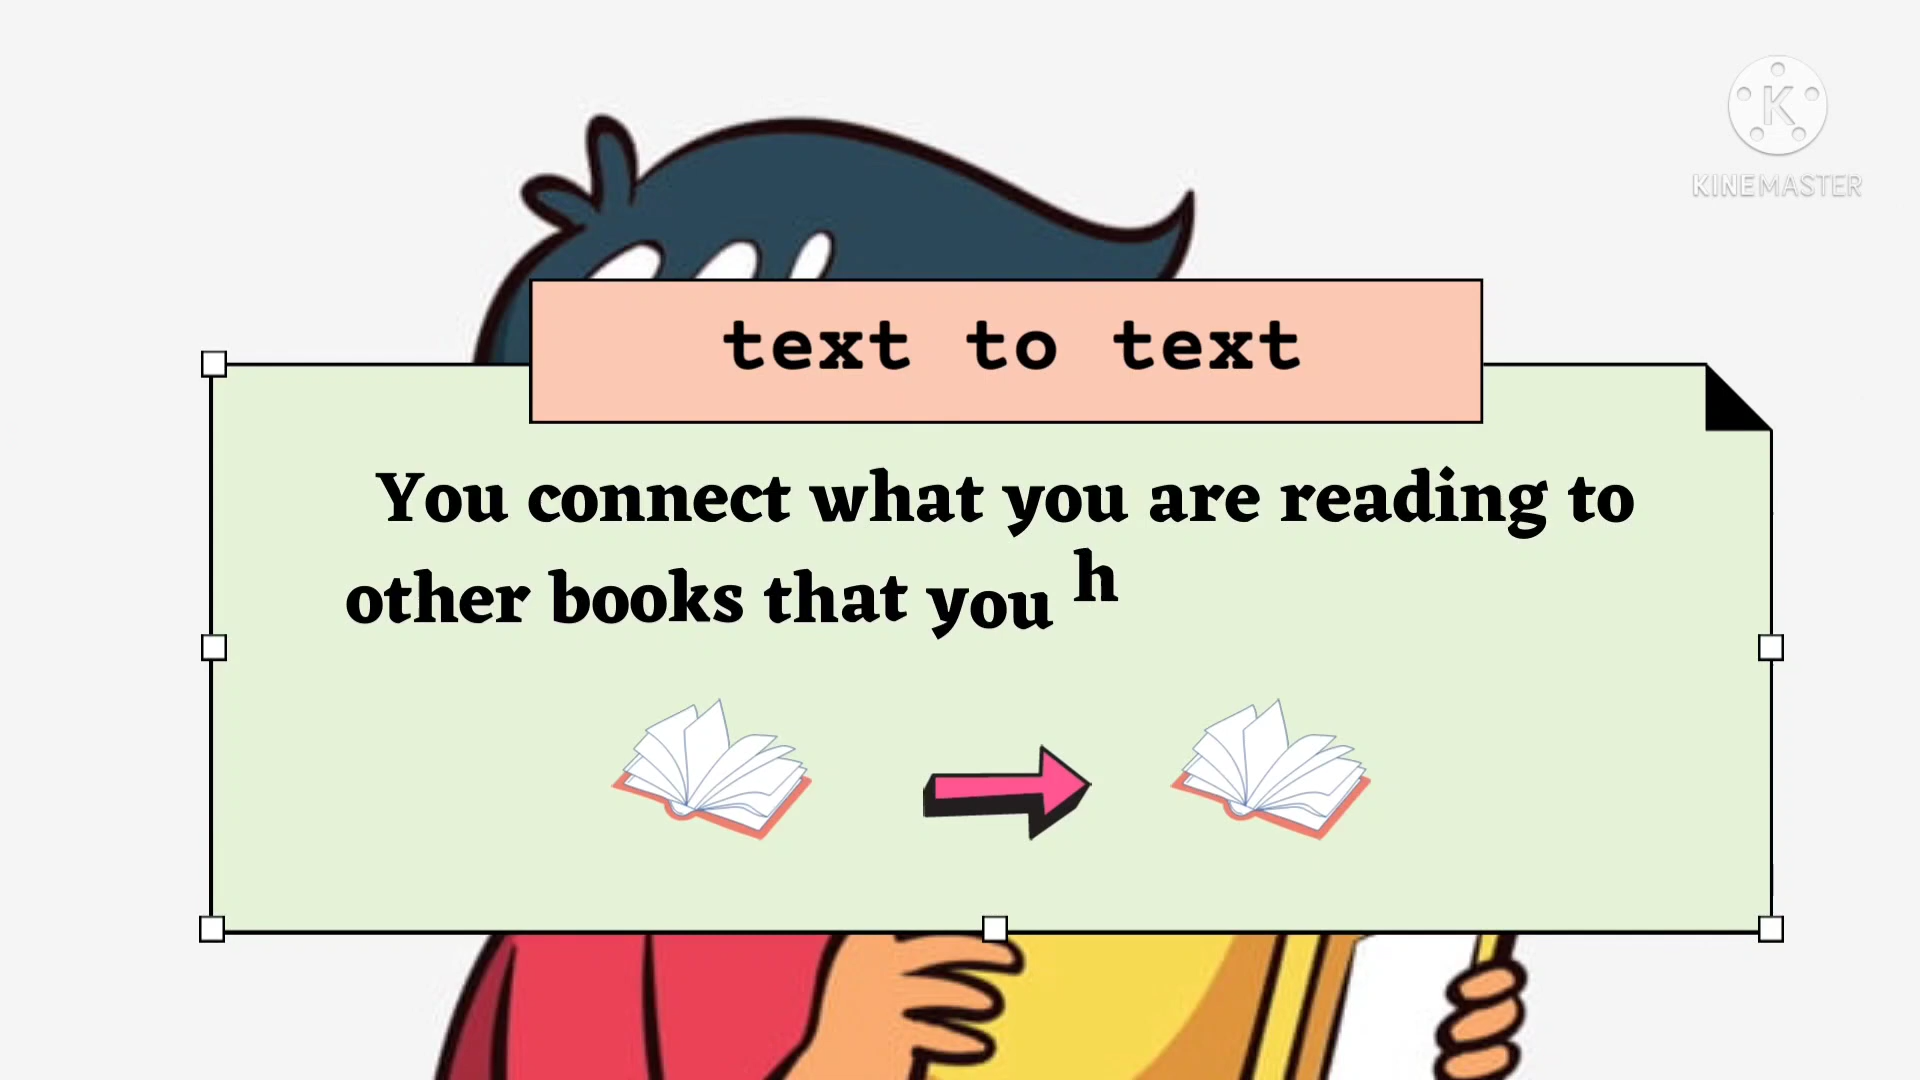 K
KINEMASTER
text to text
You connect what you are reading to
other books that you h